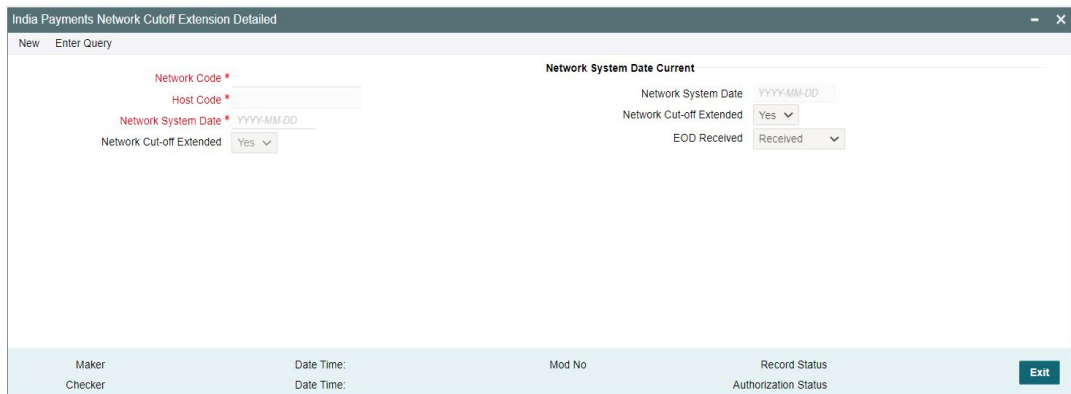 India Payments Network Cutoff Extension Detailed
New Enter Query
Network Code *
Host Code *
Network System Date * YYYY-MM-DD
Network Cut-off Extended Yes
Network System Date Current
Network System Date YYYY-MM-DD
Network Cut-off Extended Yes
EOD Received Received
Maker Date Time: Mod No Record Status
Checker Date Time: Authorization Status
Exit